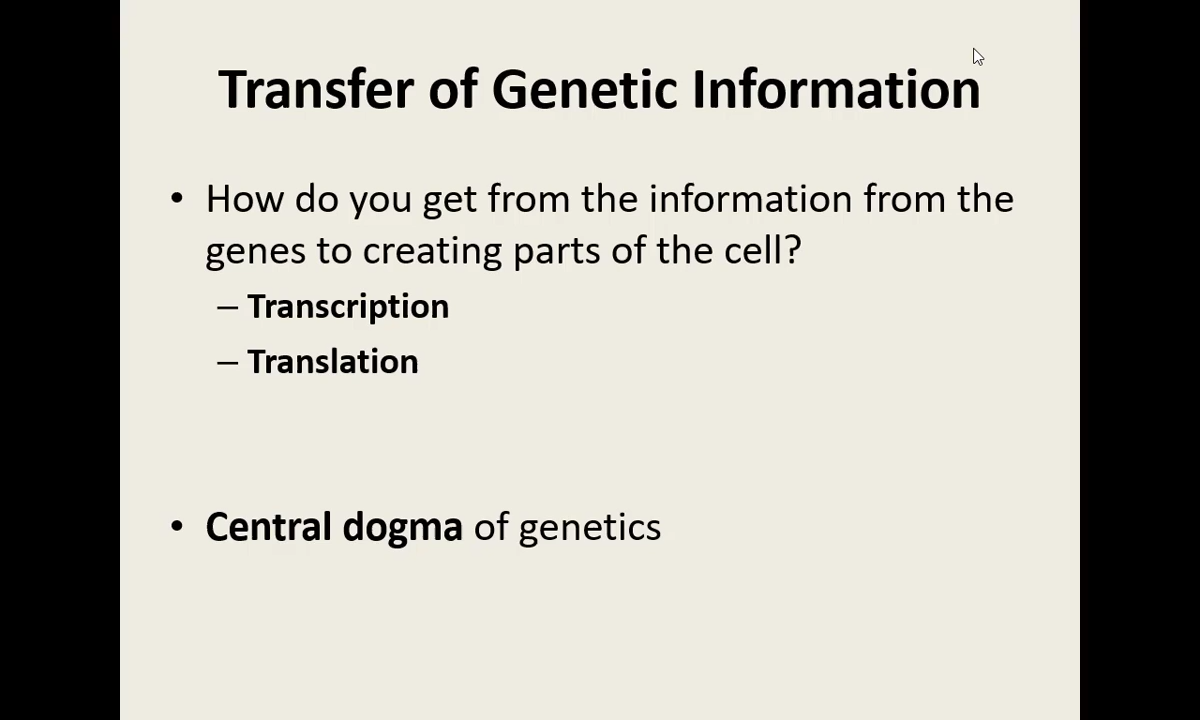 Transfer of Genetic Information
• How do you get from the information from the
genes to creating parts of the cell?
– Transcription
– Translation
• Central dogma of genetics